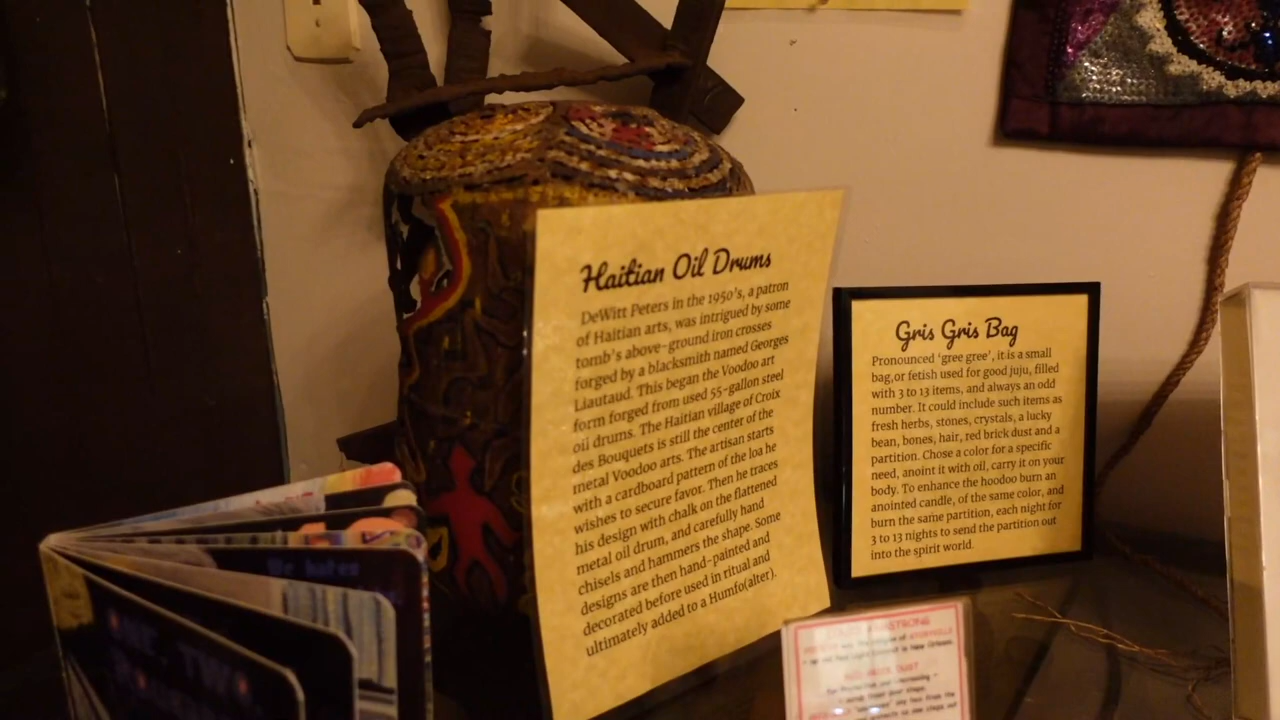 Haitian Oil Drums
DeWitt Peters in the 1950's, a patron
of Haitian arts, was intrigued by some
tomb's above-ground iron crosses
forged by a blacksmith named Georges
Liautaud. This began the Voodoo art
form forged from used 55-gallon steel
oil drums. The Haitian village of Croix
des Bouquets is still the center of the
metal Voodoo arts. The artisan starts
with a cardboard pattern of the loa he
wishes to secure favor. Then he traces
his design with chalk on the flattened
metal oil drum, and carefully hand
chisels and hammers the shape. Some
designs are then hand-painted and
decorated before used in ritual and
ultimately added to a Humfo(alter).
Gris Gris Bag
Pronounced 'gree gree', it is a small
bag,or fetish used for good juju, filled
with 3 to 13 items, and always an odd
number. It could include such items as
fresh herbs, stones, crystals, a lucky
bean, bones, hair, red brick dust and a
partition. Chose a color for a specific
need, anoint it with oil, carry it on your
body. To enhance the hoodoo burn an
anointed candle, of the same color, and
burn the same partition, each night for
3 to 13 nights to send the partition out
into the spirit world.